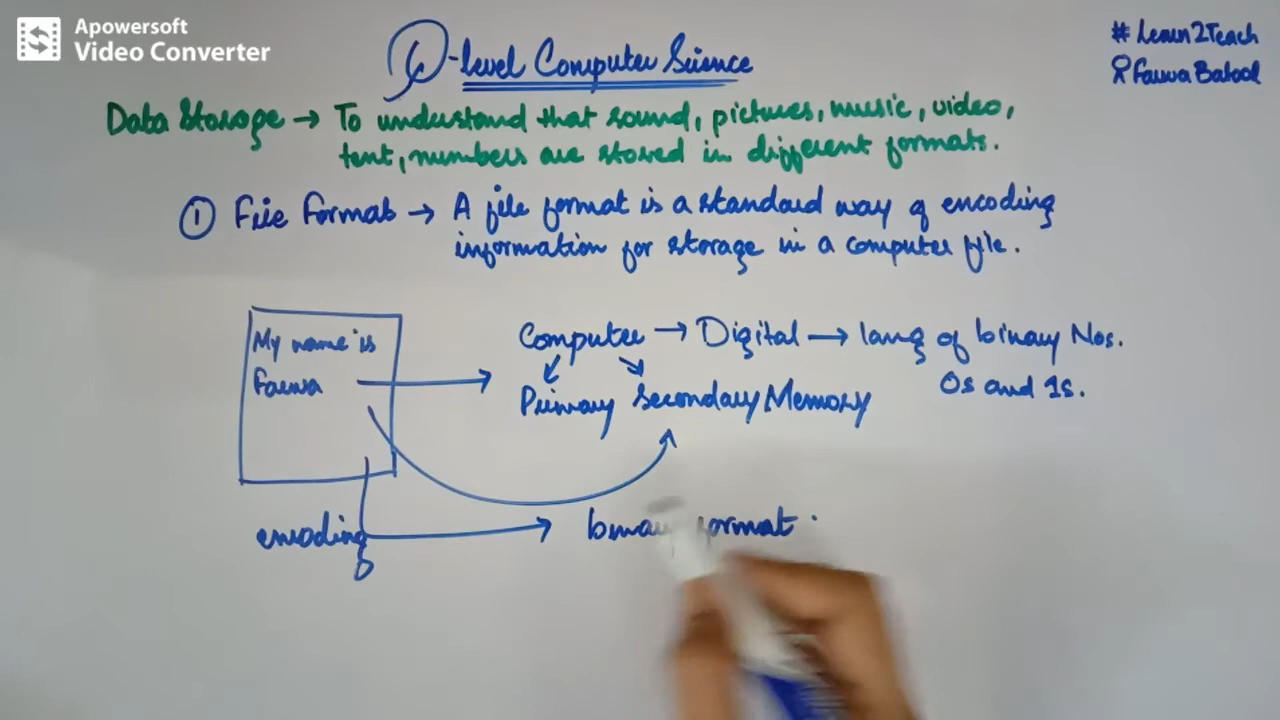 Apowersoft
Video Converter
O-level Computer Science
#Learn2Teach
Farwa Batool
Data Storage → To understand that sound, pictures, music, video,
text, numbers are stored in different formats.
① File Format → A file format is a standard way of encoding
information for storage in a computer file.
My name is
Farwa
Computer → Digital → lang of binary Nos.
0s and 1s.
Primary Secondary Memory
encoding
binary format.